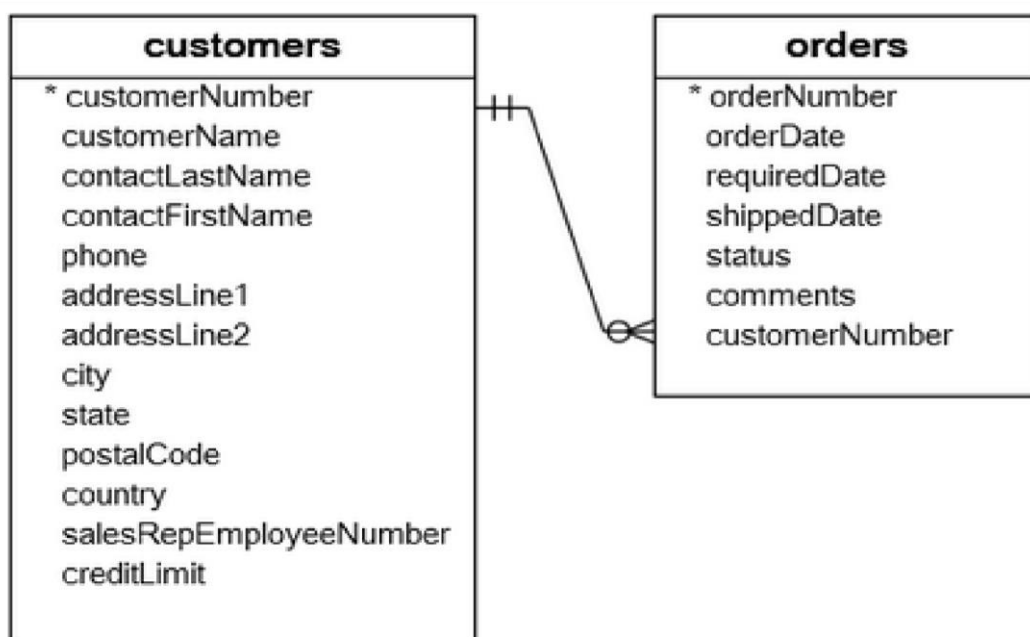 customers
* customerNumber
customerName
contactLastName
contactFirstName
phone
addressLine1
addressLine2
city
state
postalCode
country
salesRepEmployeeNumber
creditLimit
orders
* orderNumber
orderDate
requiredDate
shippedDate
status
comments
customerNumber